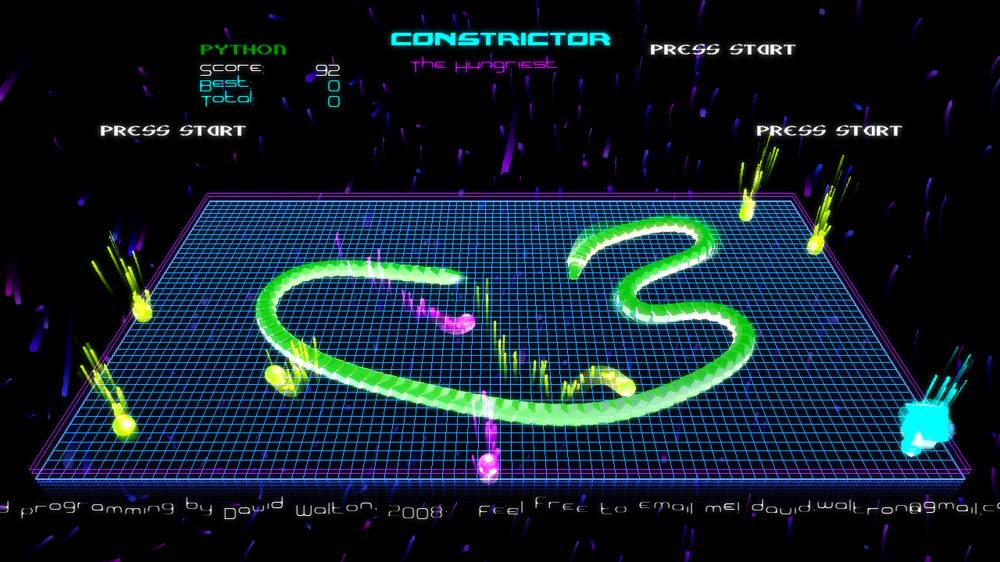 CONSTRICTOR
The Hungriest
PYTHON
Score: 92
Best: 0
Total: 0
PRESS START
PRESS START
PRESS START
programming by David Walton, 2008. Feel free to email me! david.waltron@gmail.c